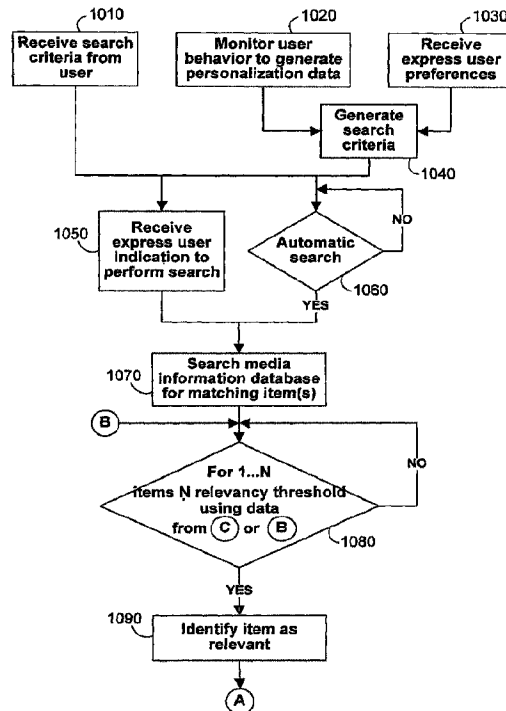 1010
1020
1030
Receive search
criteria from
user
Monitor user
behavior to generate
personalization data
Receive
express user
preferences
Generate
search
criteria
1040
1050
Receive
express user
indication to
perform search
Automatic
search
NO
1060
YES
1070
Search media
information database
for matching item(s)
B
For 1...N
items N relevancy threshold
using data
from C or B
NO
1080
YES
1090
Identify item as
relevant
A